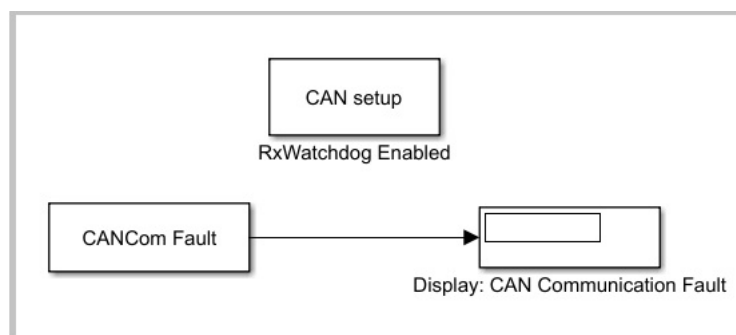 CAN setup
RxWatchdog Enabled
CANCom Fault
Display: CAN Communication Fault